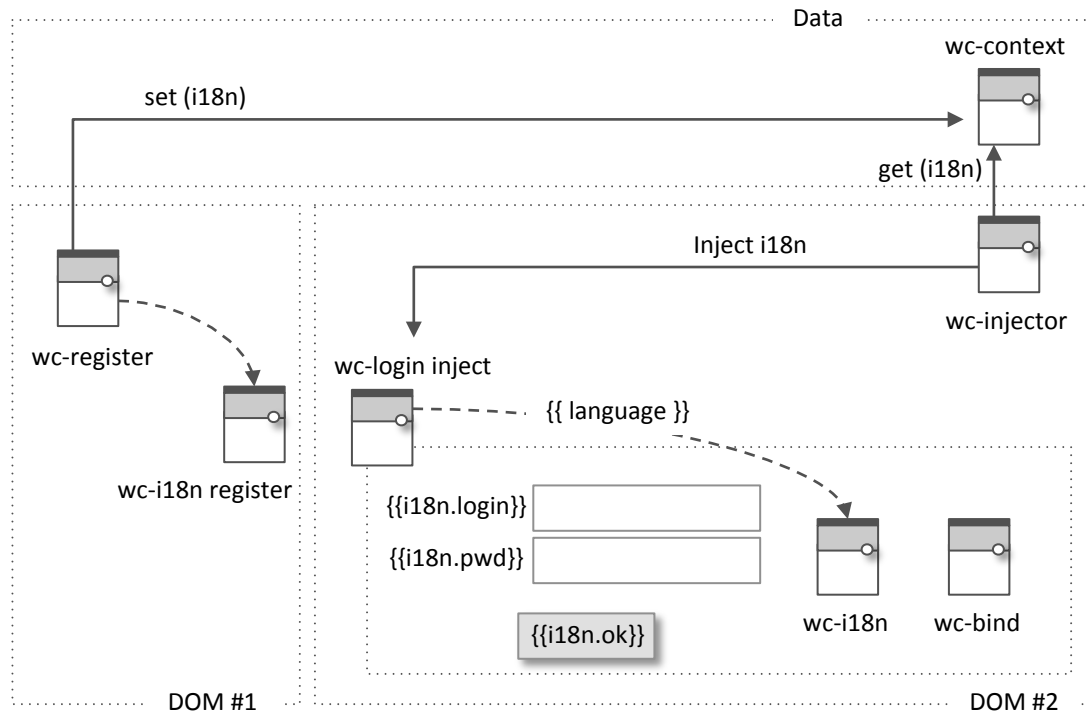 Data
wc-context
set (i18n)
get (i18n)
Inject i18n
wc-register
wc-injector
wc-login inject
{{ language }}
wc-i18n register
{{i18n.login}}
{{i18n.pwd}}
{{i18n.ok}}
wc-i18n
wc-bind
DOM #1
DOM #2